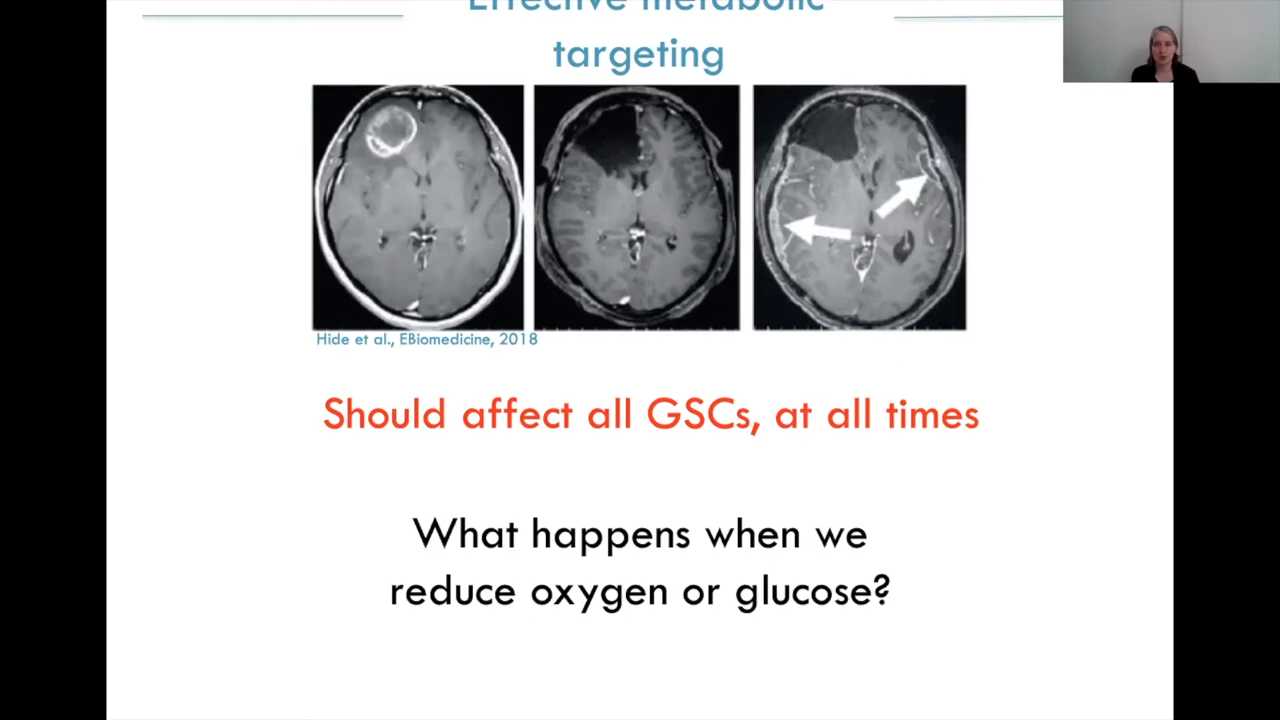 Effective metabolic
targeting
Hide et al., EBiomedicine, 2018
Should affect all GSCs, at all times
What happens when we
reduce oxygen or glucose?